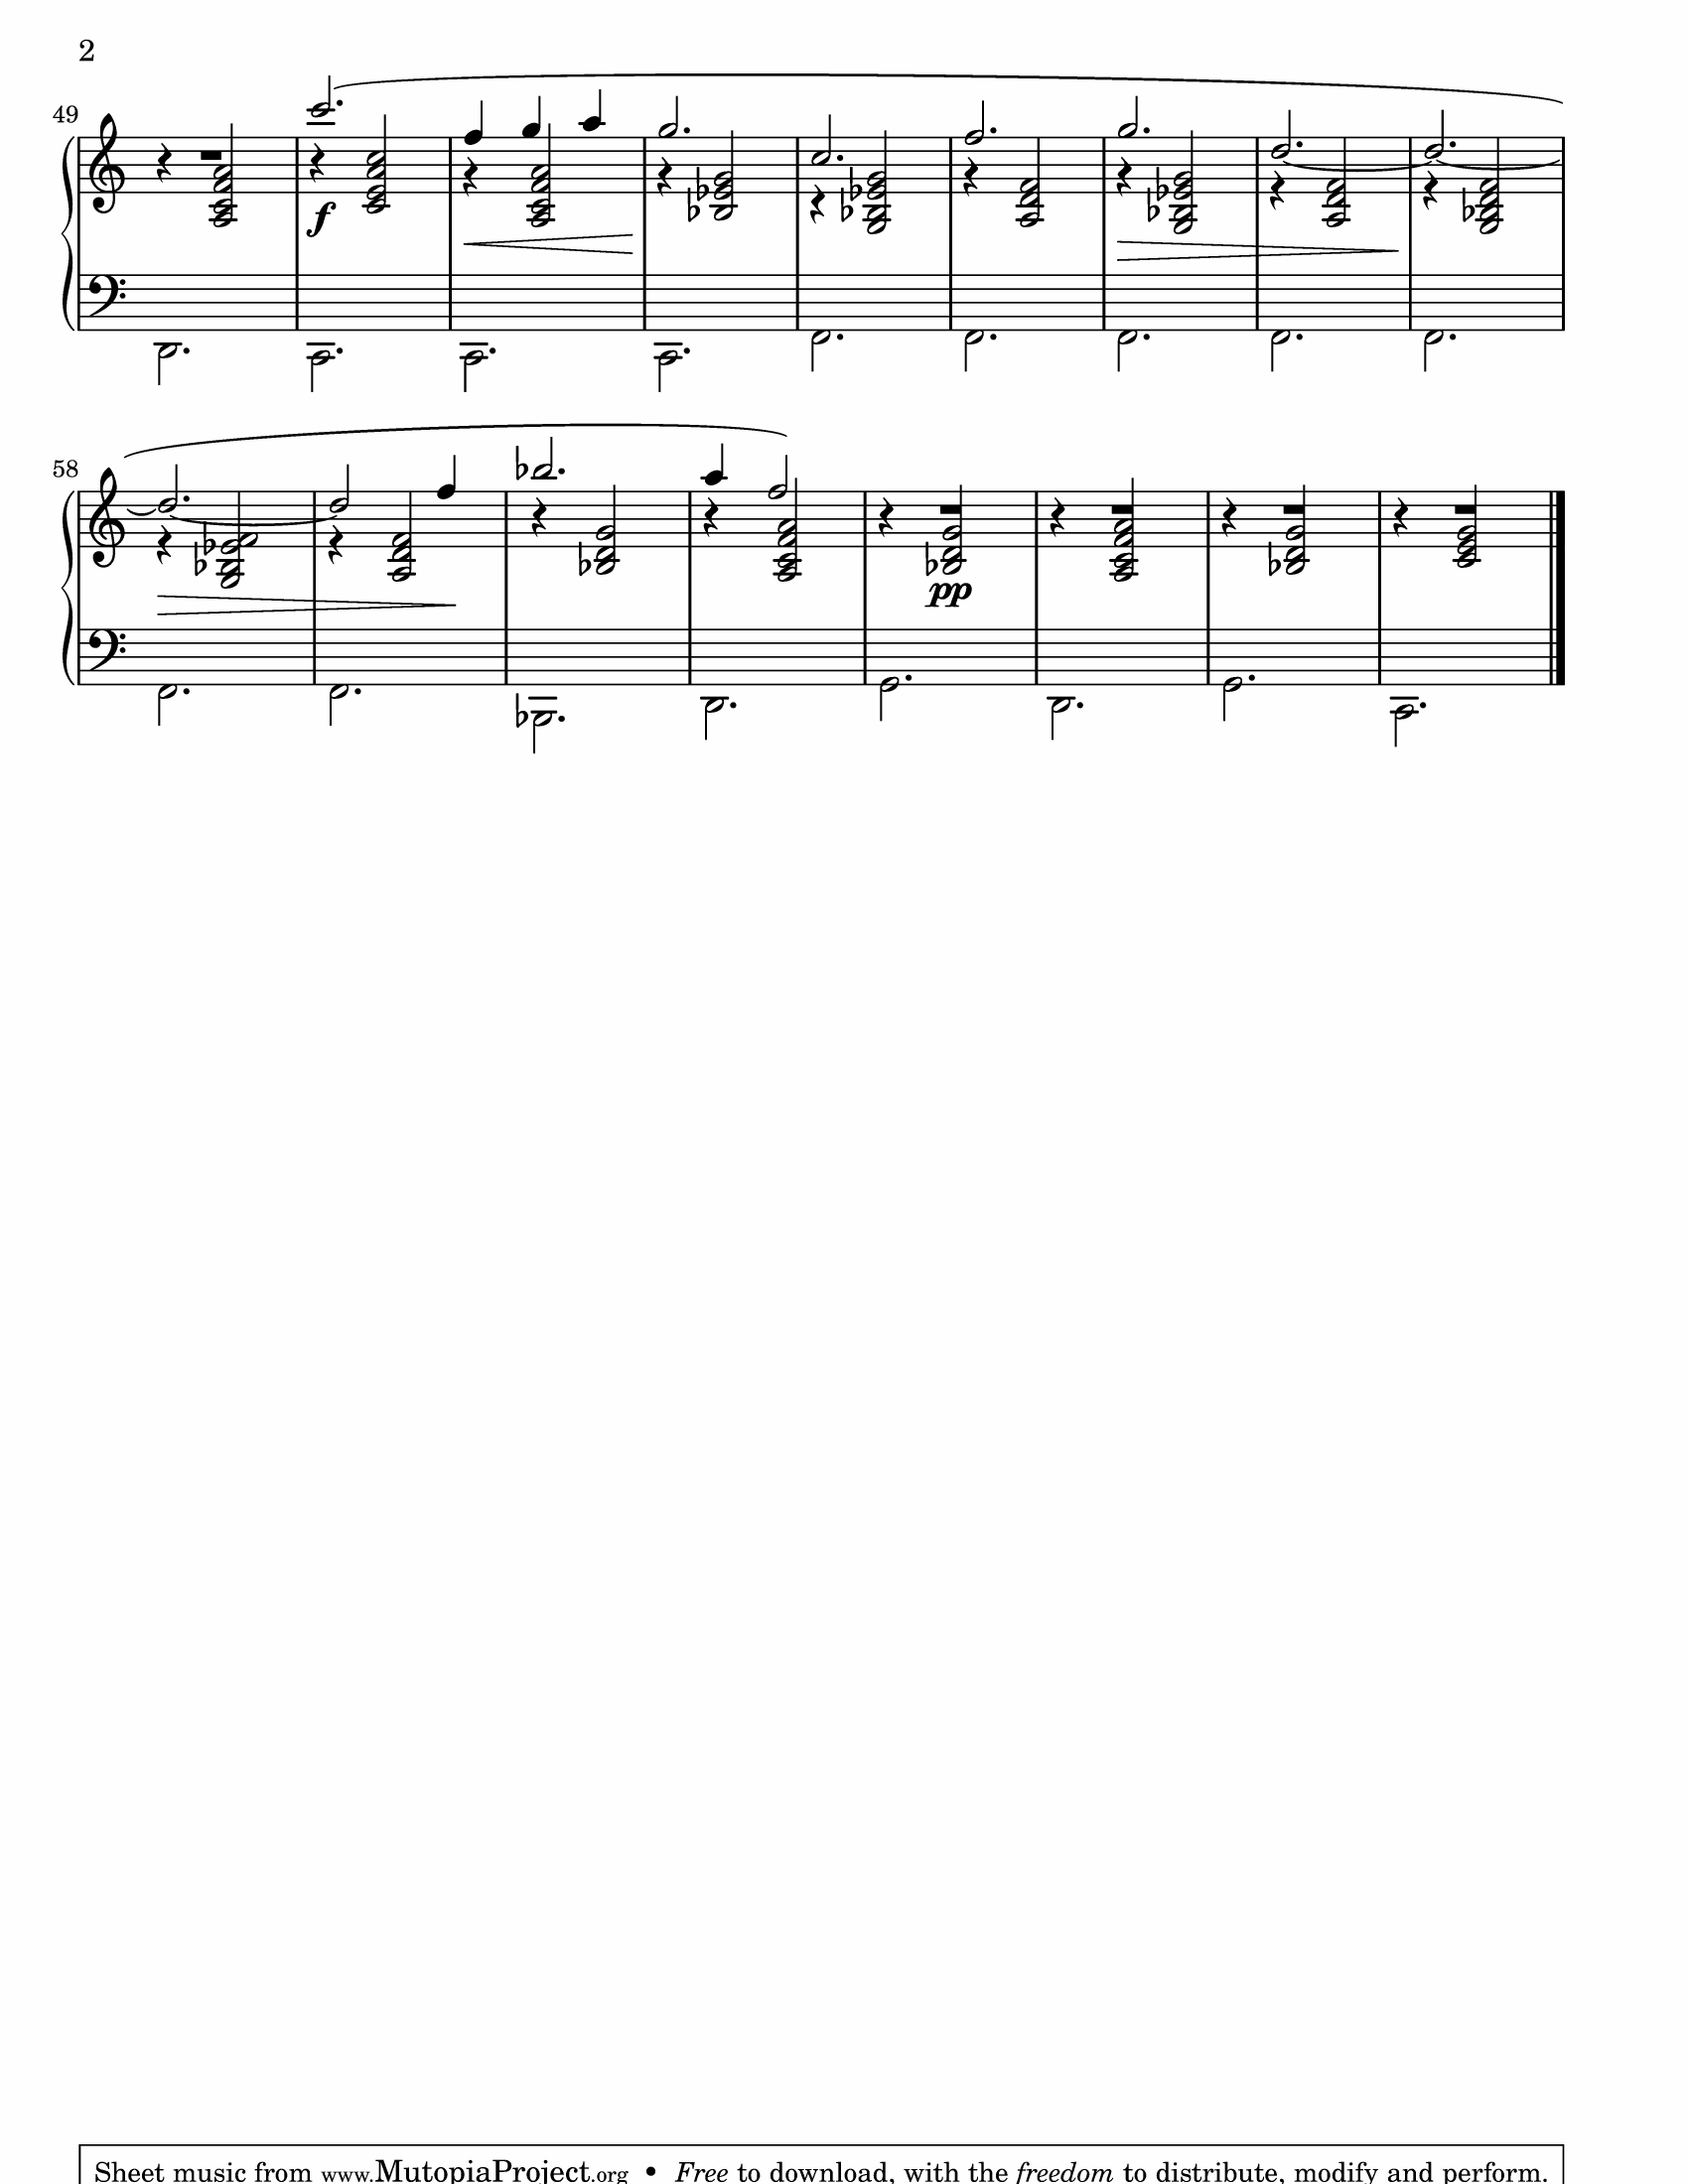 2
49
f
58
pp
Sheet music from www.MutopiaProject.org • Free to download, with the freedom to distribute, modify and perform.